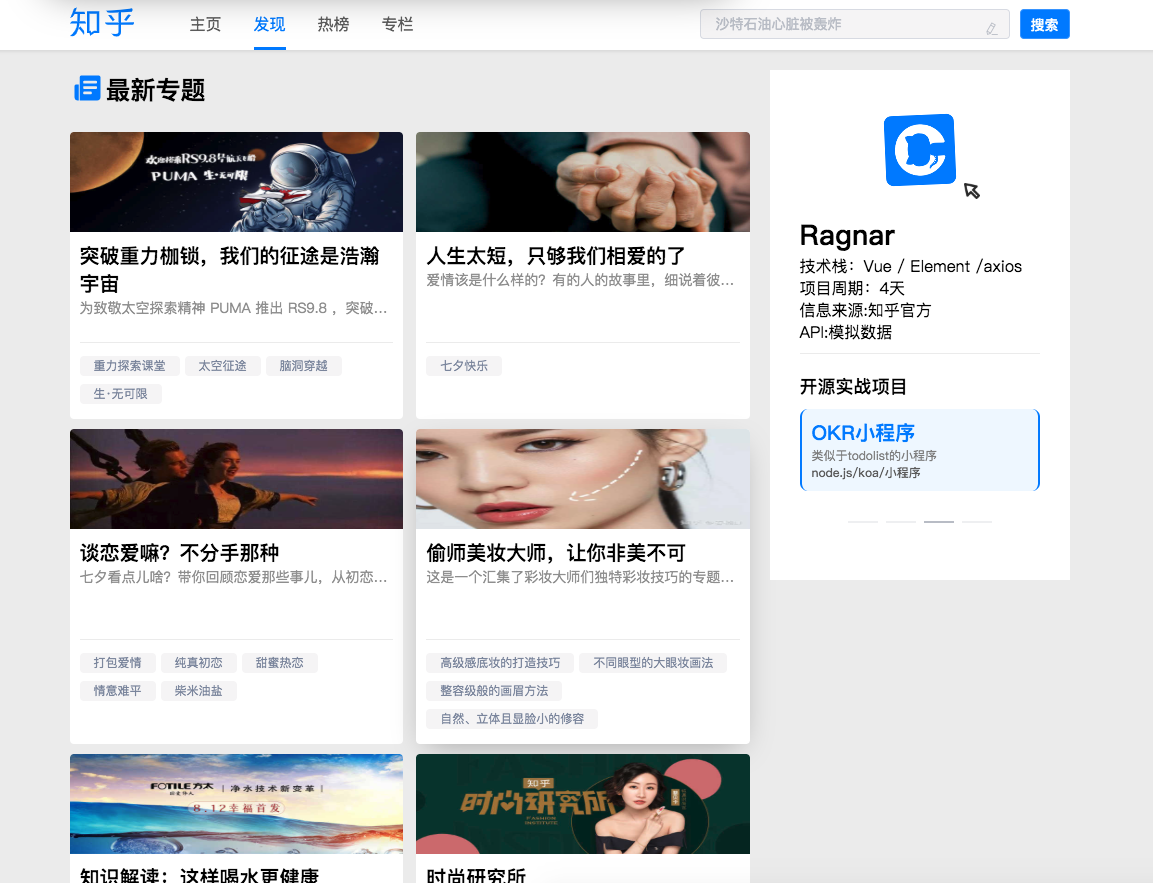 知乎
主页
发现
热榜
专栏
沙特石油心脏被轰炸
搜索
最新专题
PUMA 生·无可限
突破重力枷锁，我们的征途是浩瀚
宇宙
为致敬太空探索精神 PUMA 推出 RS9.8 ，突破...
重力探索课堂
太空征途
脑洞穿越
生·无可限
人生太短，只够我们相爱的了
爱情该是什么样的？有的人的故事里，细说着彼...
七夕快乐
谈恋爱嘛？不分手那种
七夕看点儿啥？带你回顾恋爱那些事儿，从初恋...
打包爱情
纯真初恋
甜蜜热恋
情意难平
柴米油盐
偷师美妆大师，让你非美不可
这是一个汇集了彩妆大师们独特彩妆技巧的专题...
高级感底妆的打造技巧
不同眼型的大眼妆画法
整容级般的画眉方法
自然、立体且显脸小的修容
FOTILE方太 | 净水技术新变革 |
8.12幸福首发
知识解读：这样喝水更健康
知乎
时尚研究所
FASHION
INSTITUTE
时尚研究所
Ragnar
技术栈：Vue / Element /axios
项目周期：4天
信息来源:知乎官方
API:模拟数据
开源实战项目
OKR小程序
类似于todolist的小程序
node.js/koa/小程序